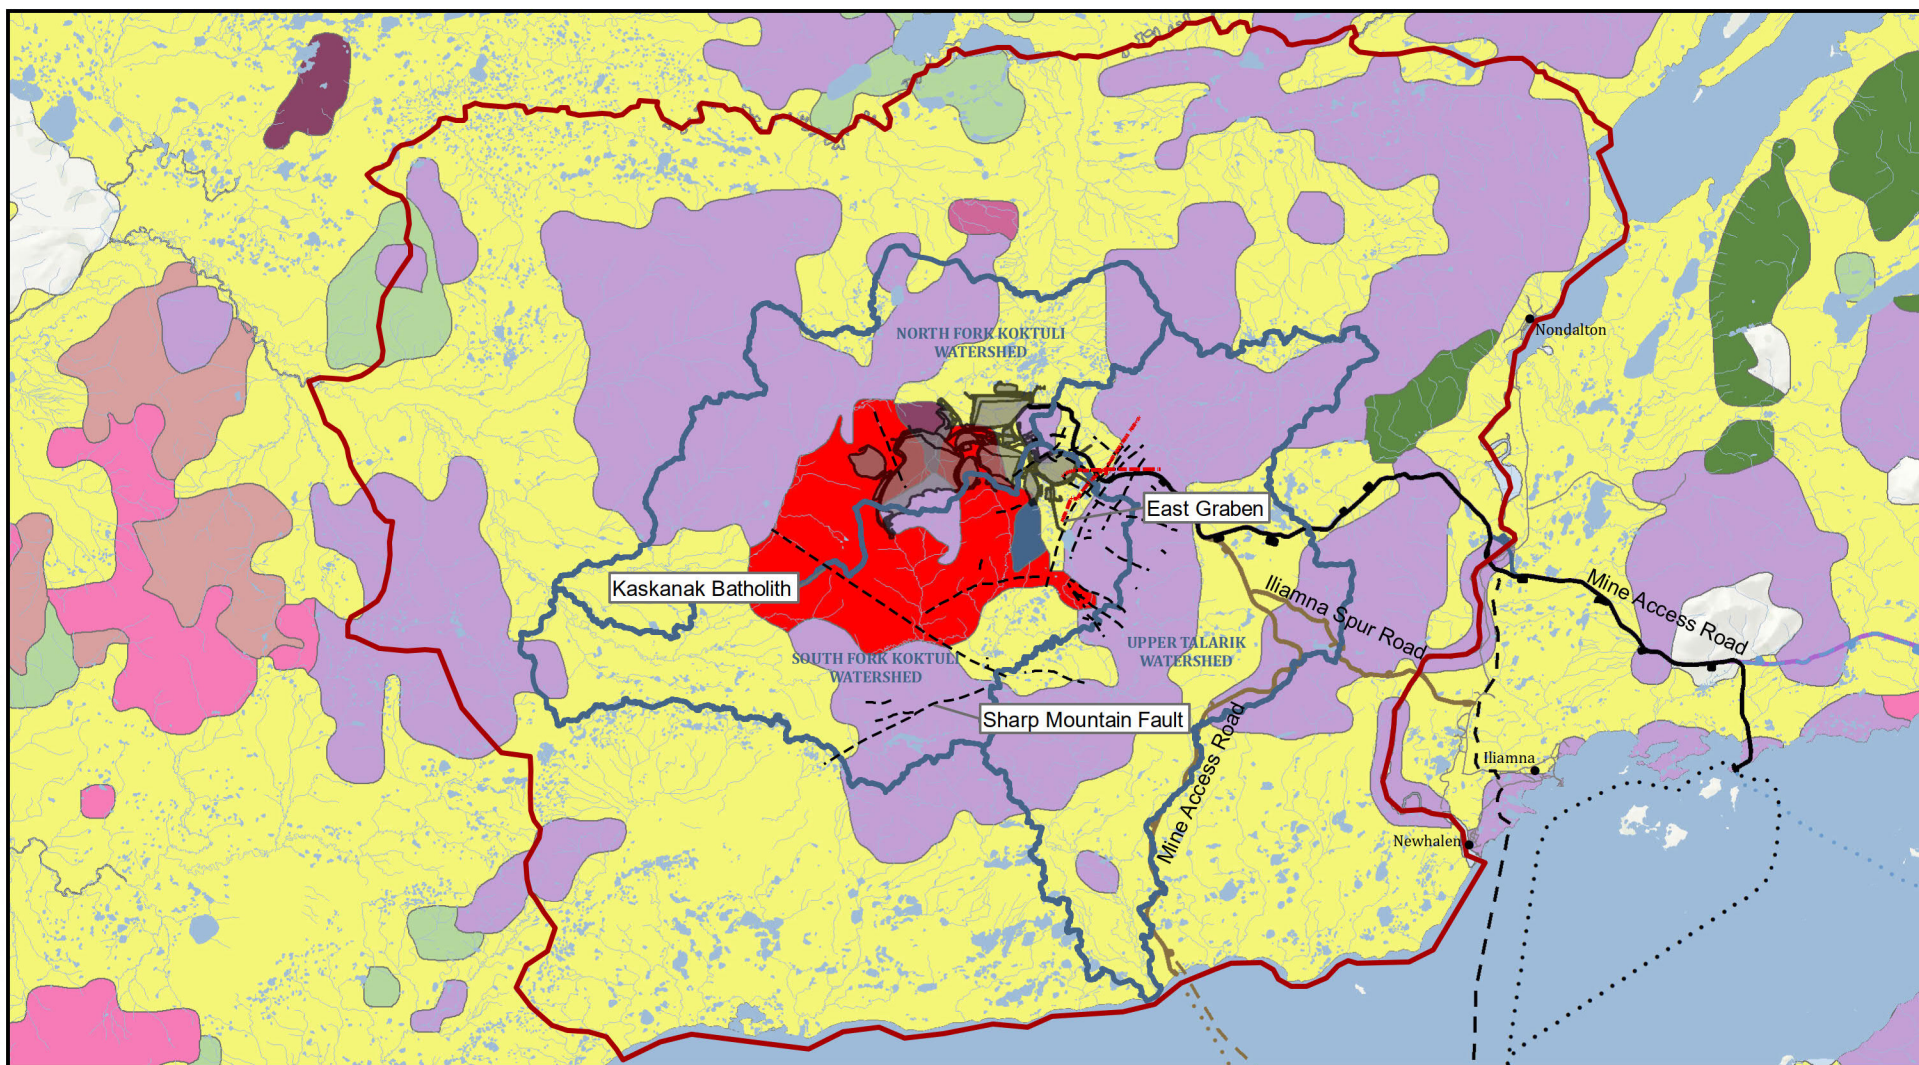 NORTH FORK KOKTULI
WATERSHED
Nondalton
East Graben
Kaskanak Batholith
Iliamna Spur Road
Mine Access Road
UPPER TALARIK
WATERSHED
SOUTH FORK KOKTULI
WATERSHED
Sharp Mountain Fault
Mine Access Road
Iliamna
Newhalen